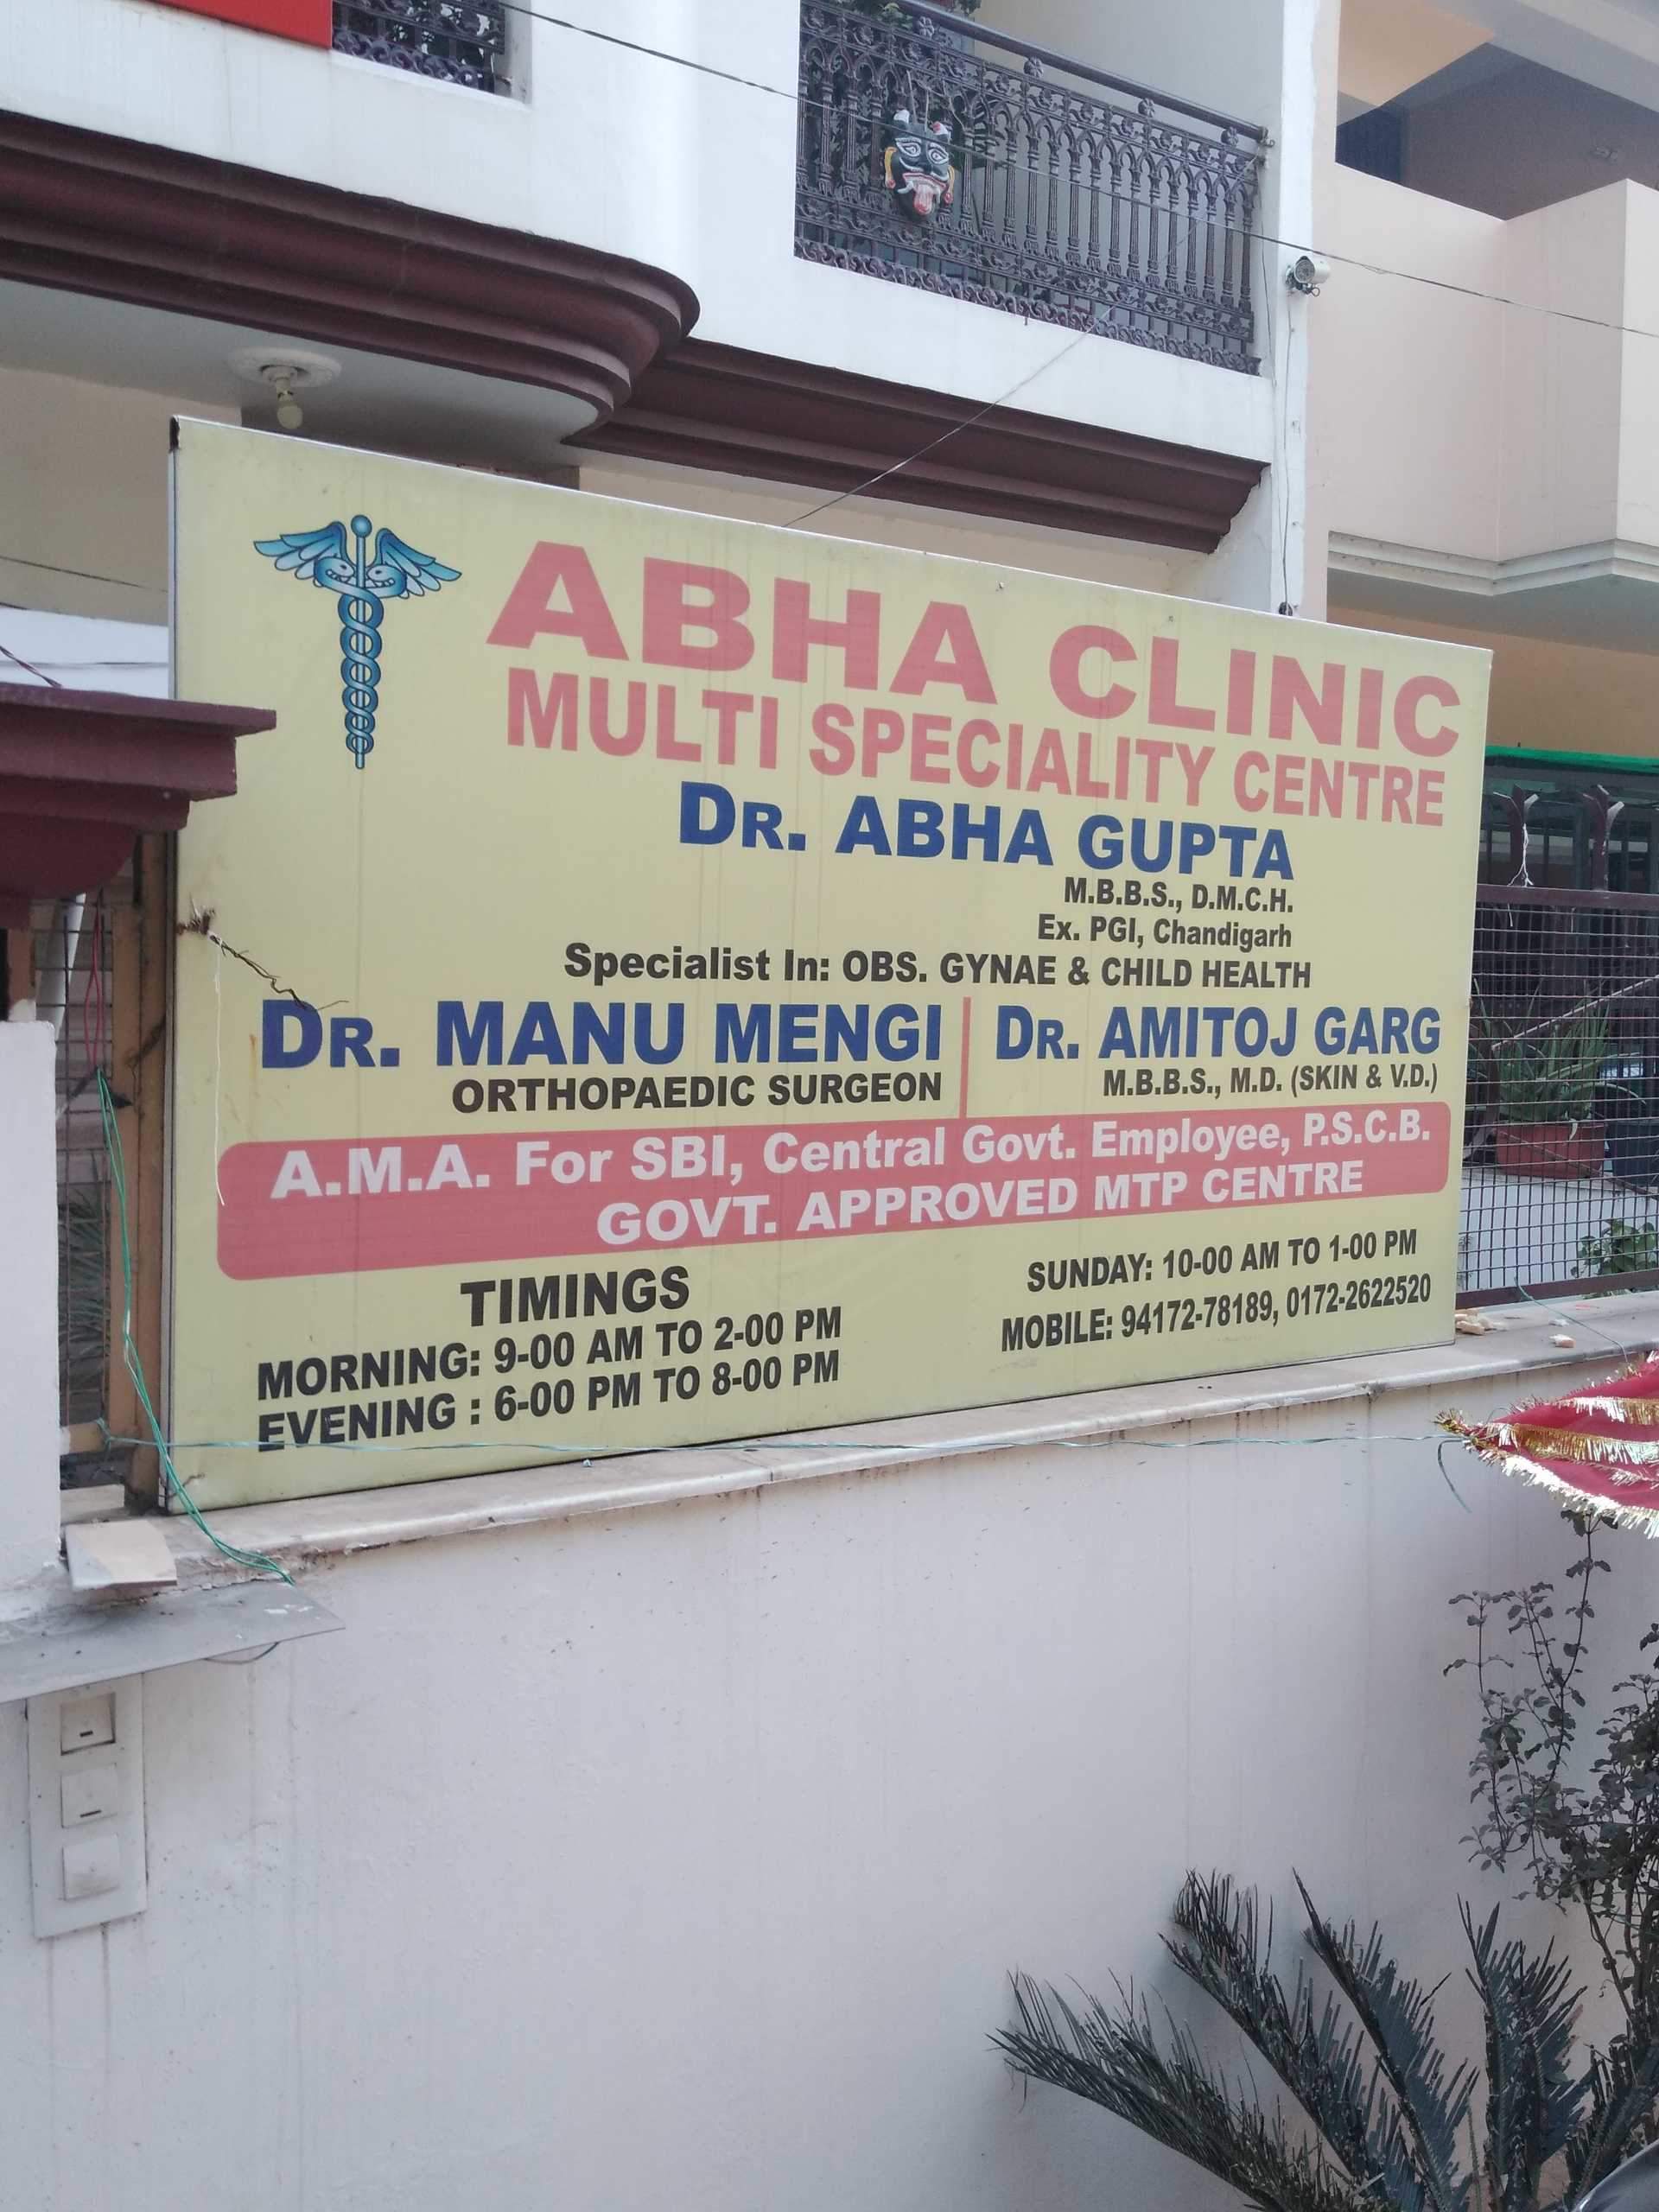 ABHA CLINIC
MULTI SPECIALITY CENTRE
DR. ABHA GUPTA
M.B.B.S., D.M.C.H.
Ex. PGI, Chandigarh
Specialist In: OBS. GYNAE & CHILD HEALTH
DR. MANU MENGI
ORTHOPAEDIC SURGEON
DR. AMITOJ GARG
M.B.B.S., M.D. (SKIN & V.D.)
A.M.A. For SBI, Central Govt. Employee, P.S.C.B.
GOVT. APPROVED MTP CENTRE
TIMINGS
MORNING: 9-00 AM TO 2-00 PM
EVENING : 6-00 PM TO 8-00 PM
SUNDAY: 10-00 AM TO 1-00 PM
MOBILE: 94172-78189, 0172-2622520